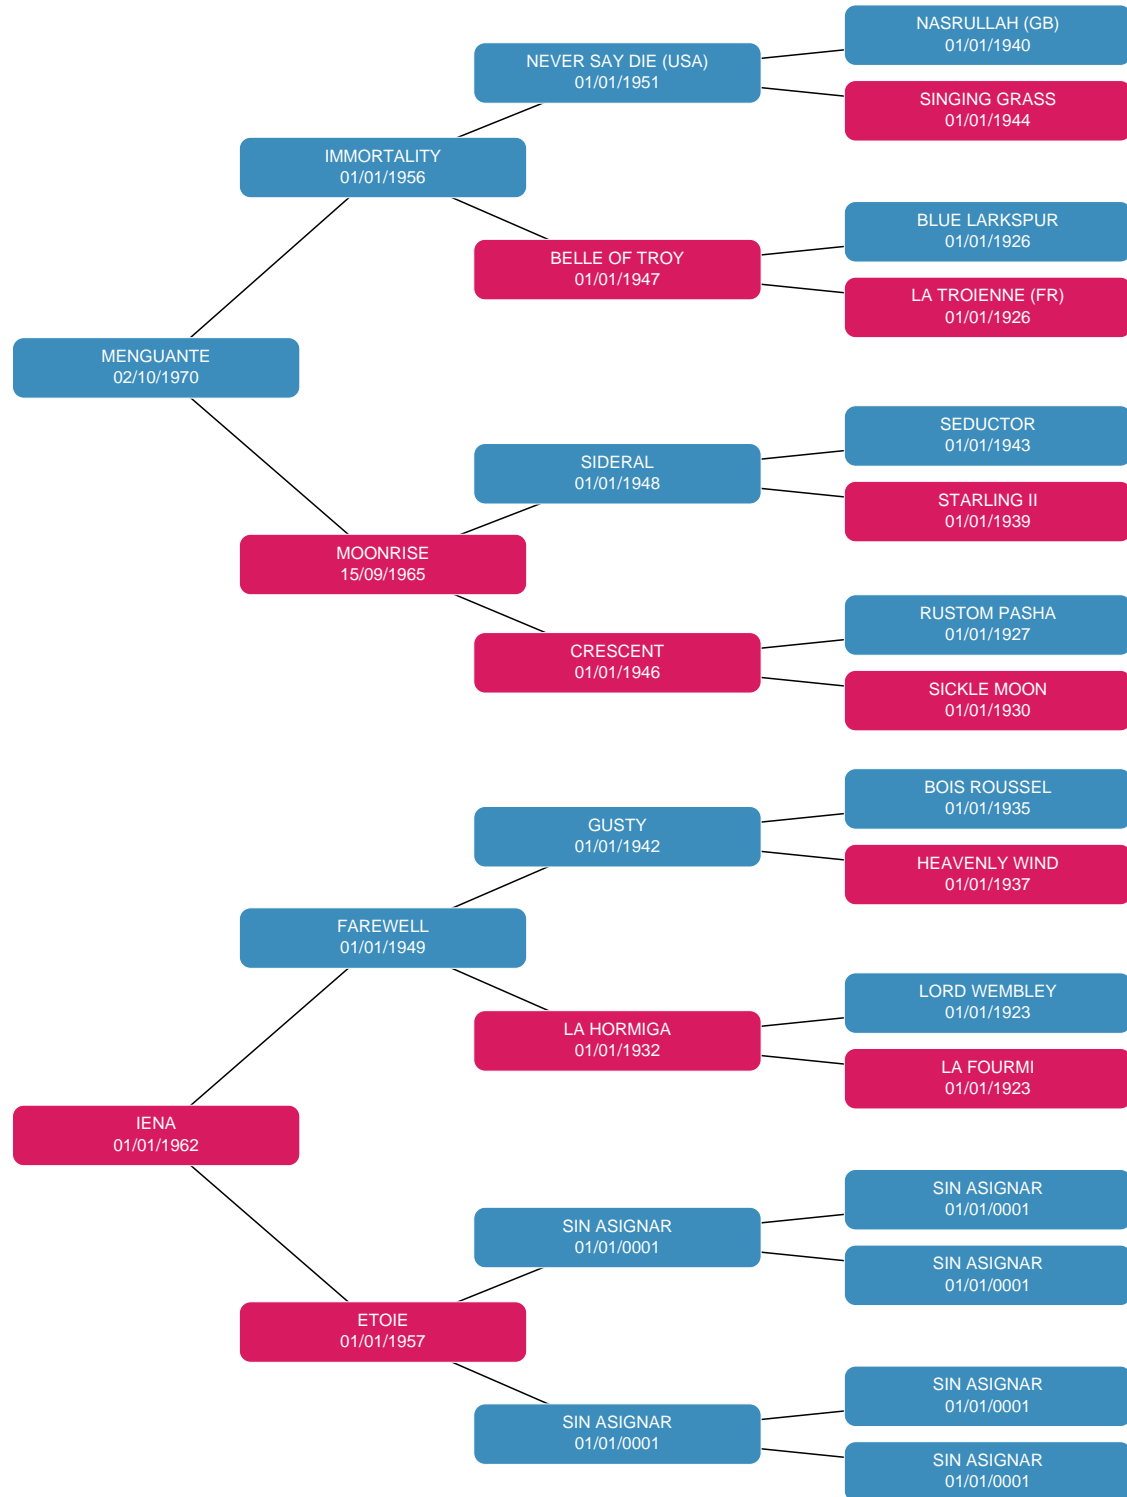 NASRULLAH (GB)
01/01/1940
NEVER SAY DIE (USA)
01/01/1951
SINGING GRASS
01/01/1944
IMMORTALITY
01/01/1956
BLUE LARKSPUR
01/01/1926
BELLE OF TROY
01/01/1947
LA TROIENNE (FR)
01/01/1926
MENGUANTE
02/10/1970
SEDUCTOR
01/01/1943
SIDERAL
01/01/1948
STARLING II
01/01/1939
MOONRISE
15/09/1965
RUSTOM PASHA
01/01/1927
CRESCENT
01/01/1946
SICKLE MOON
01/01/1930
BOIS ROUSSEL
01/01/1935
GUSTY
01/01/1942
HEAVENLY WIND
01/01/1937
FAREWELL
01/01/1949
LORD WEMBLEY
01/01/1923
LA HORMIGA
01/01/1932
LA FOURMI
01/01/1923
IENA
01/01/1962
SIN ASIGNAR
01/01/0001
SIN ASIGNAR
01/01/0001
SIN ASIGNAR
01/01/0001
ETOIE
01/01/1957
SIN ASIGNAR
01/01/0001
SIN ASIGNAR
01/01/0001
SIN ASIGNAR
01/01/0001